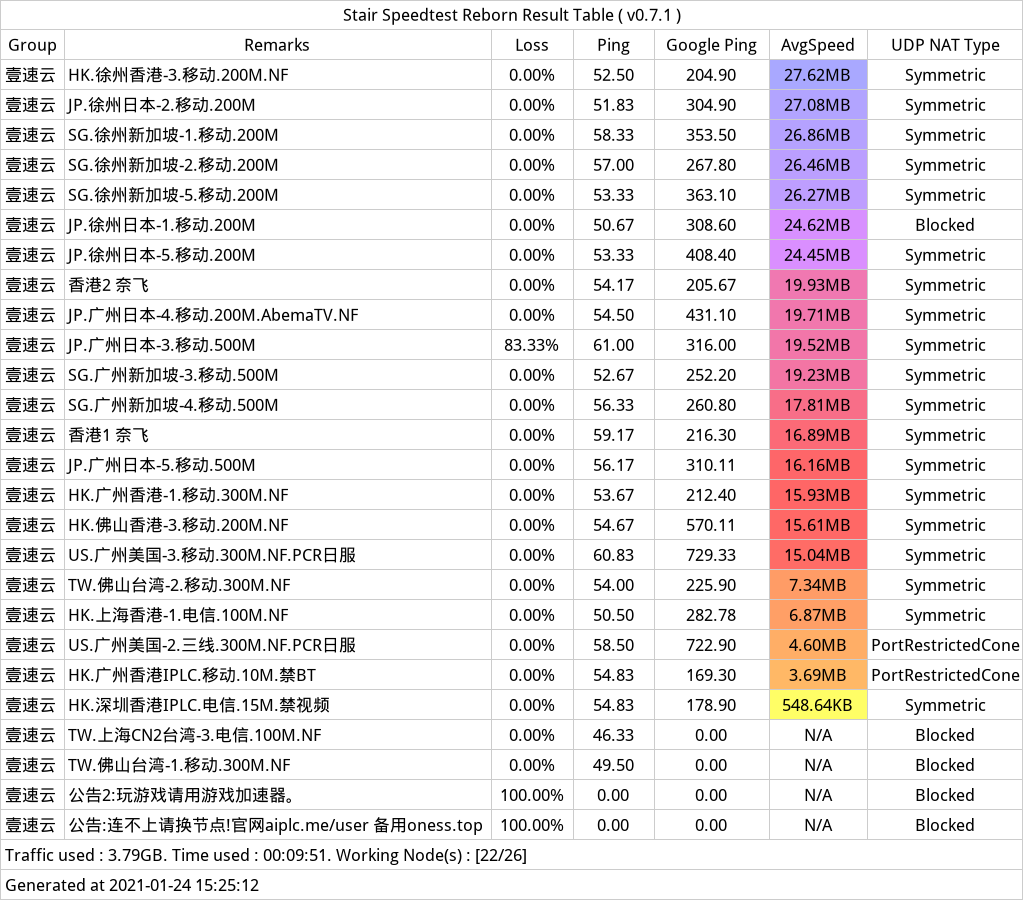 Stair Speedtest Reborn Result Table ( v0.7.1 )
Group Remarks Loss Ping Google Ping AvgSpeed UDP NAT Type
壹速云 HK.徐州香港-3.移动.200M.NF 0.00% 52.50 204.90 27.62MB Symmetric
壹速云 JP.徐州日本-2.移动.200M 0.00% 51.83 304.90 27.08MB Symmetric
壹速云 SG.徐州新加坡-1.移动.200M 0.00% 58.33 353.50 26.86MB Symmetric
壹速云 SG.徐州新加坡-2.移动.200M 0.00% 57.00 267.80 26.46MB Symmetric
壹速云 SG.徐州新加坡-5.移动.200M 0.00% 53.33 363.10 26.27MB Symmetric
壹速云 JP.徐州日本-1.移动.200M 0.00% 50.67 308.60 24.62MB Blocked
壹速云 JP.徐州日本-5.移动.200M 0.00% 53.33 408.40 24.45MB Symmetric
壹速云 香港2 奈飞 0.00% 54.17 205.67 19.93MB Symmetric
壹速云 JP.广州日本-4.移动.200M.AbemaTV.NF 0.00% 54.50 431.10 19.71MB Symmetric
壹速云 JP.广州日本-3.移动.500M 83.33% 61.00 316.00 19.52MB Symmetric
壹速云 SG.广州新加坡-3.移动.500M 0.00% 52.67 252.20 19.23MB Symmetric
壹速云 SG.广州新加坡-4.移动.500M 0.00% 56.33 260.80 17.81MB Symmetric
壹速云 香港1 奈飞 0.00% 59.17 216.30 16.89MB Symmetric
壹速云 JP.广州日本-5.移动.500M 0.00% 56.17 310.11 16.16MB Symmetric
壹速云 HK.广州香港-1.移动.300M.NF 0.00% 53.67 212.40 15.93MB Symmetric
壹速云 HK.佛山香港-3.移动.200M.NF 0.00% 54.67 570.11 15.61MB Symmetric
壹速云 US.广州美国-3.移动.300M.NF.PCR日服 0.00% 60.83 729.33 15.04MB Symmetric
壹速云 TW.佛山台湾-2.移动.300M.NF 0.00% 54.00 225.90 7.34MB Symmetric
壹速云 HK.上海香港-1.电信.100M.NF 0.00% 50.50 282.78 6.87MB Symmetric
壹速云 US.广州美国-2.三线.300M.NF.PCR日服 0.00% 58.50 722.90 4.60MB PortRestrictedCone
壹速云 HK.广州香港IPLC.移动.10M.禁BT 0.00% 54.83 169.30 3.69MB PortRestrictedCone
壹速云 HK.深圳香港IPLC.电信.15M.禁视频 0.00% 54.83 178.90 548.64KB Symmetric
壹速云 TW.上海CN2台湾-3.电信.100M.NF 0.00% 46.33 0.00 N/A Blocked
壹速云 TW.佛山台湾-1.移动.300M.NF 0.00% 49.50 0.00 N/A Blocked
壹速云 公告2:玩游戏请用游戏加速器。 100.00% 0.00 0.00 N/A Blocked
壹速云 公告:连不上请换节点!官网aiplc.me/user 备用oness.top 100.00% 0.00 0.00 N/A Blocked
Traffic used : 3.79GB. Time used : 00:09:51. Working Node(s) : [22/26]
Generated at 2021-01-24 15:25:12